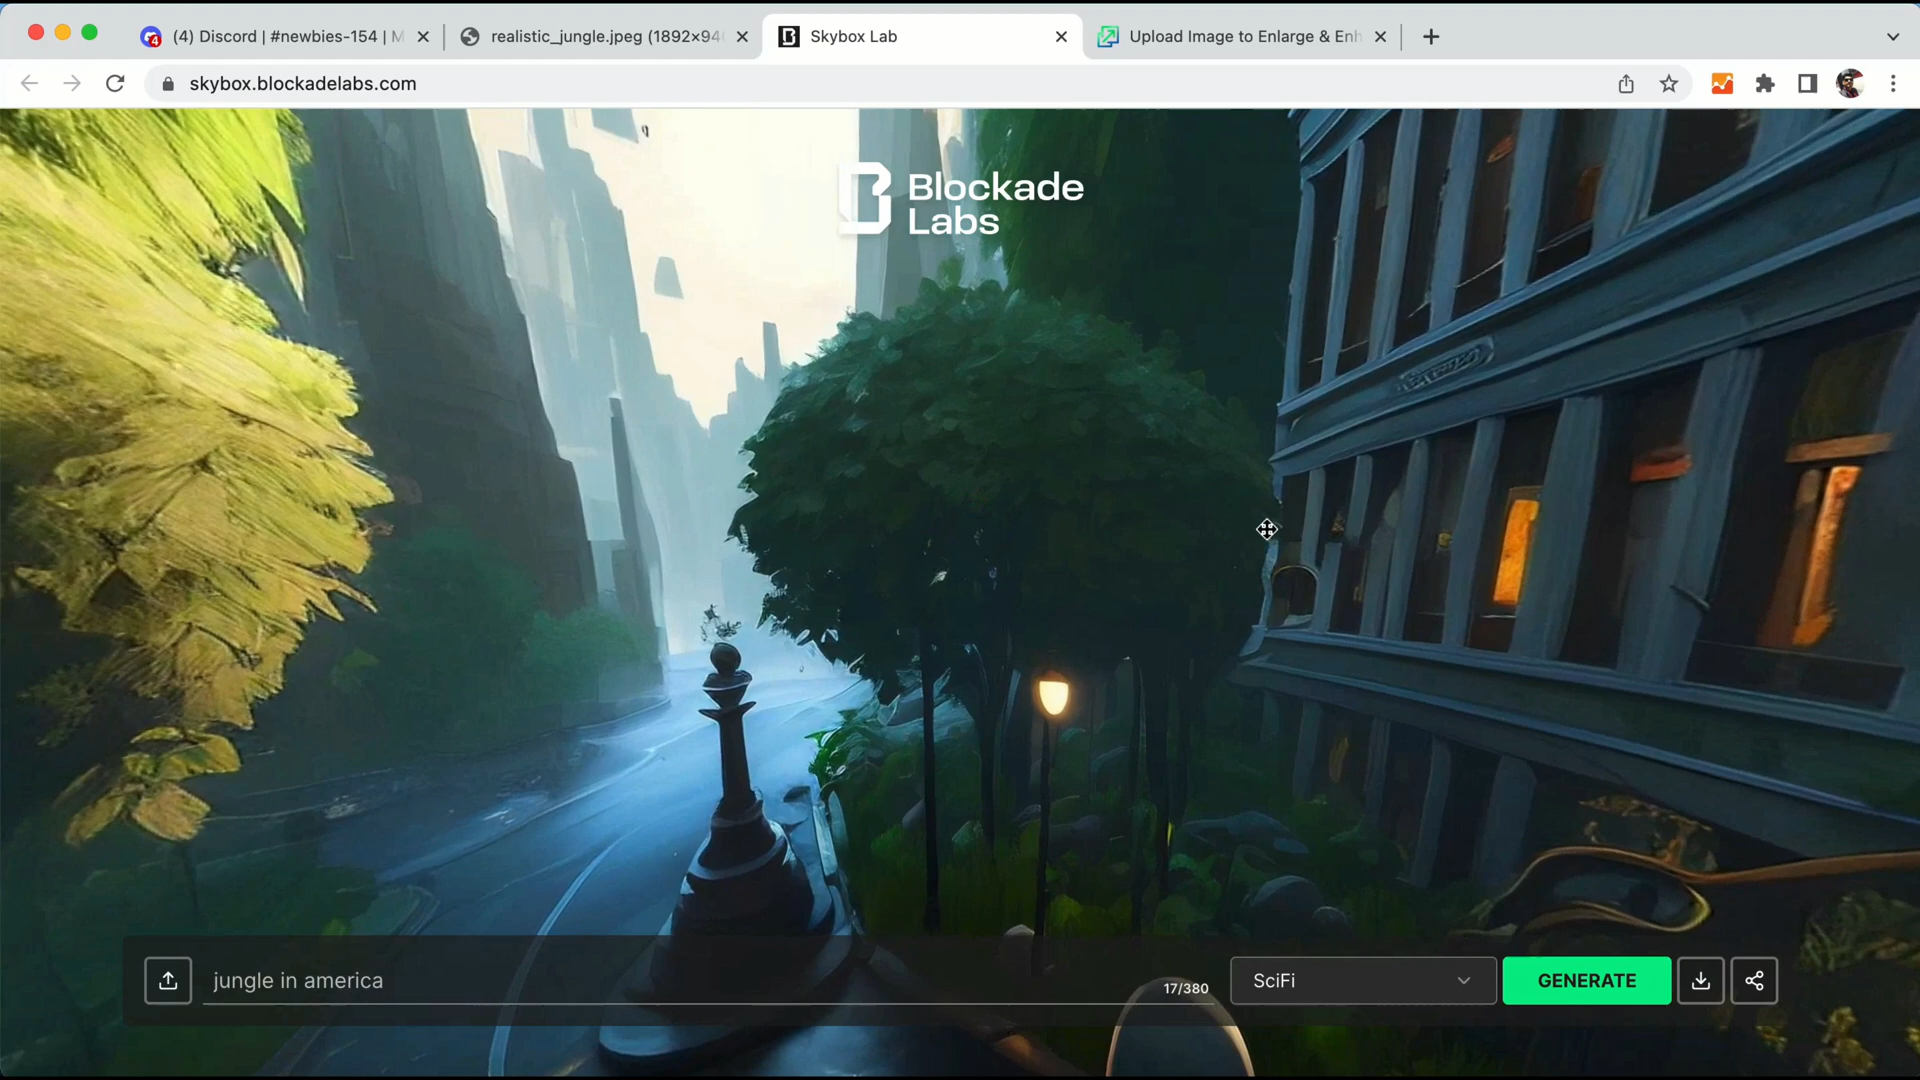 (4) Discord | #newbies-154 | M
realistic_jungle.jpeg (1892×94
Skybox Lab
Upload Image to Enlarge & Enh
skybox.blockadelabs.com
Blockade
Labs
jungle in america
17/380
SciFi
GENERATE